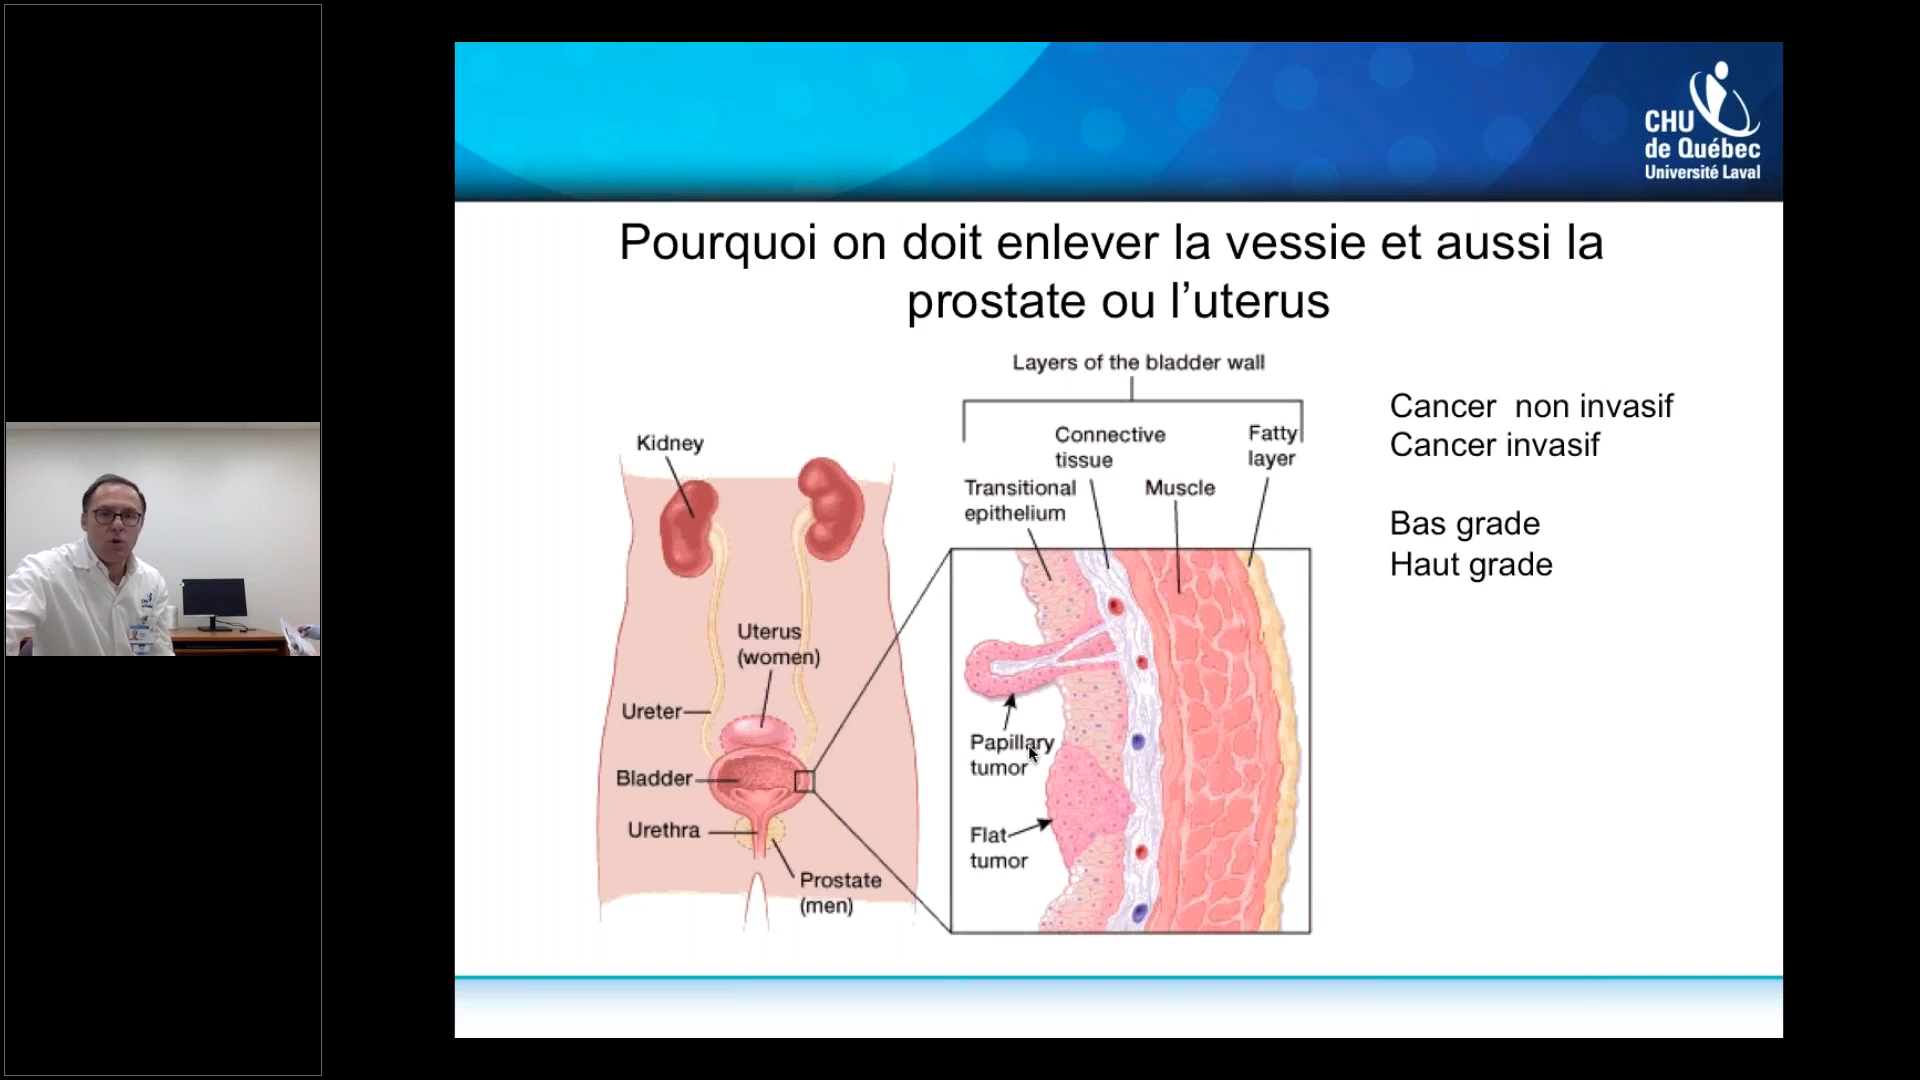 CHU
de Québec
Université Laval
Pourquoi on doit enlever la vessie et aussi la
prostate ou l’uterus
Layers of the bladder wall
Kidney
Connective
tissue
Fatty
layer
Transitional
epithelium
Muscle
Uterus
(women)
Ureter
Bladder
Urethra
Prostate
(men)
Papillary
tumor
Flat
tumor
Cancer  non invasif
Cancer invasif
Bas grade
Haut grade